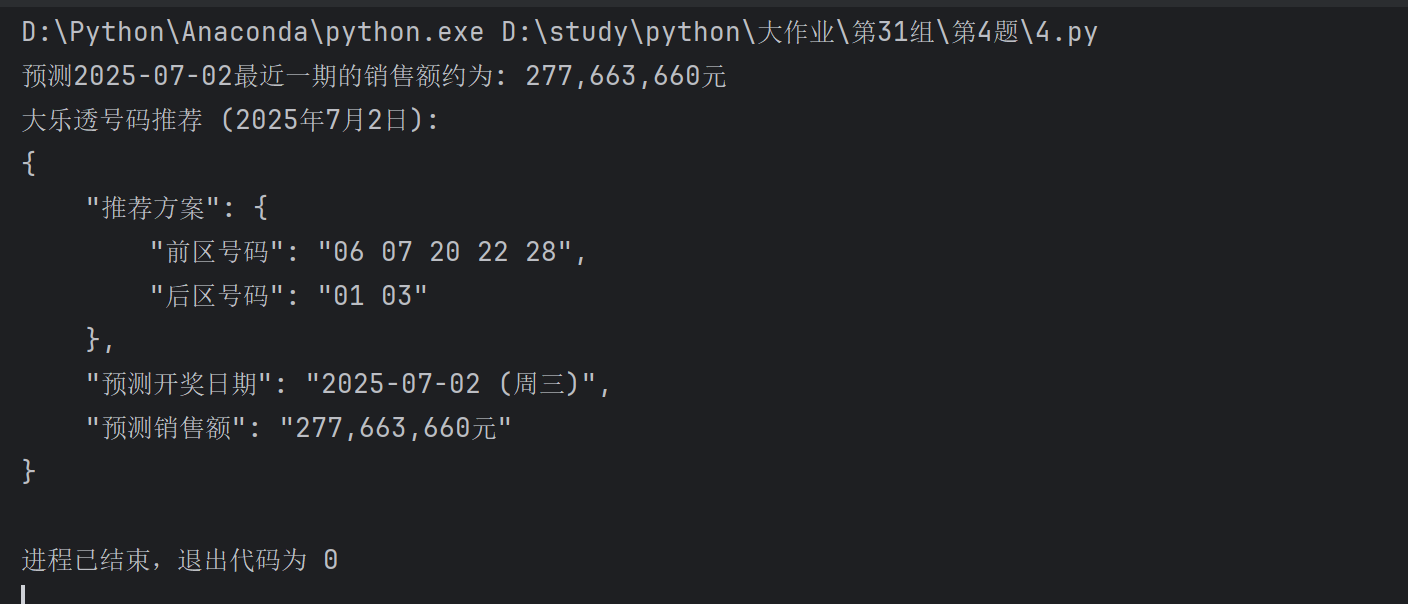 D:\Python\Anaconda\python.exe D:\study\python\大作业\第31组\第4题\4.py
预测2025-07-02最近一期的销售额约为: 277,663,660元
大乐透号码推荐 (2025年7月2日):
{
    "推荐方案": {
        "前区号码": "06 07 20 22 28",
        "后区号码": "01 03"
    },
    "预测开奖日期": "2025-07-02 (周三)",
    "预测销售额": "277,663,660元"
}
进程已结束，退出代码为 0